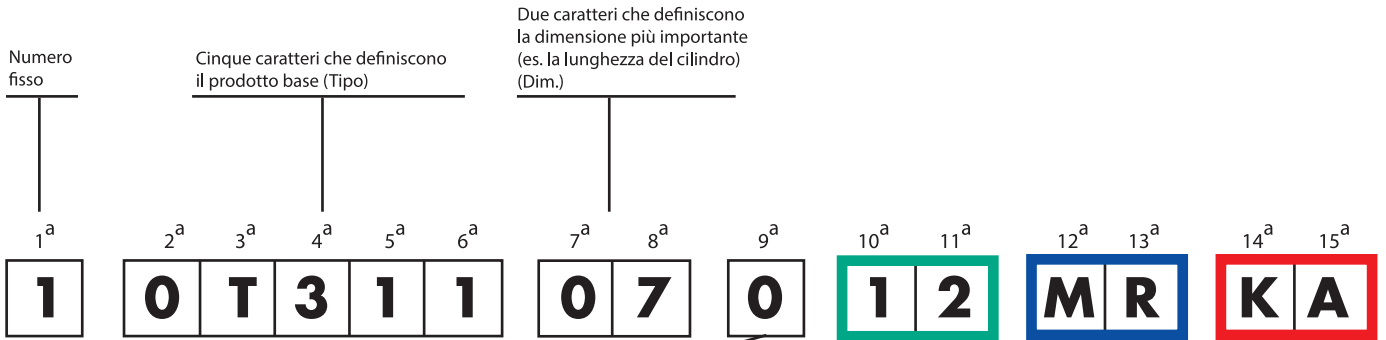 Numero
fisso
Cinque caratteri che definiscono
il prodotto base (Tipo)
Due caratteri che definiscono
la dimensione più importante
(es. la lunghezza del cilindro)
(Dim.)
1ª 2ª 3ª 4ª 5ª 6ª 7ª 8ª 9ª 10ª 11ª 12ª 13ª 14ª 15ª
1 0 T 3 1 1 0 7 0 1 2 M R K A